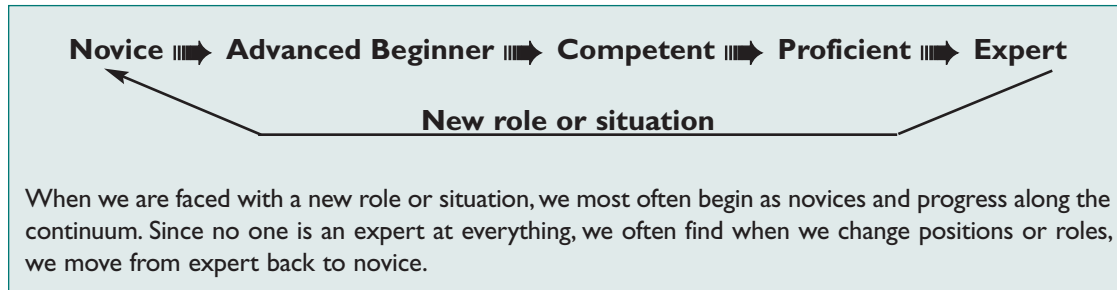 Novice Advanced Beginner Competent Proficient Expert
New role or situation
When we are faced with a new role or situation, we most often begin as novices and progress along the
continuum. Since no one is an expert at everything, we often find when we change positions or roles,
we move from expert back to novice.